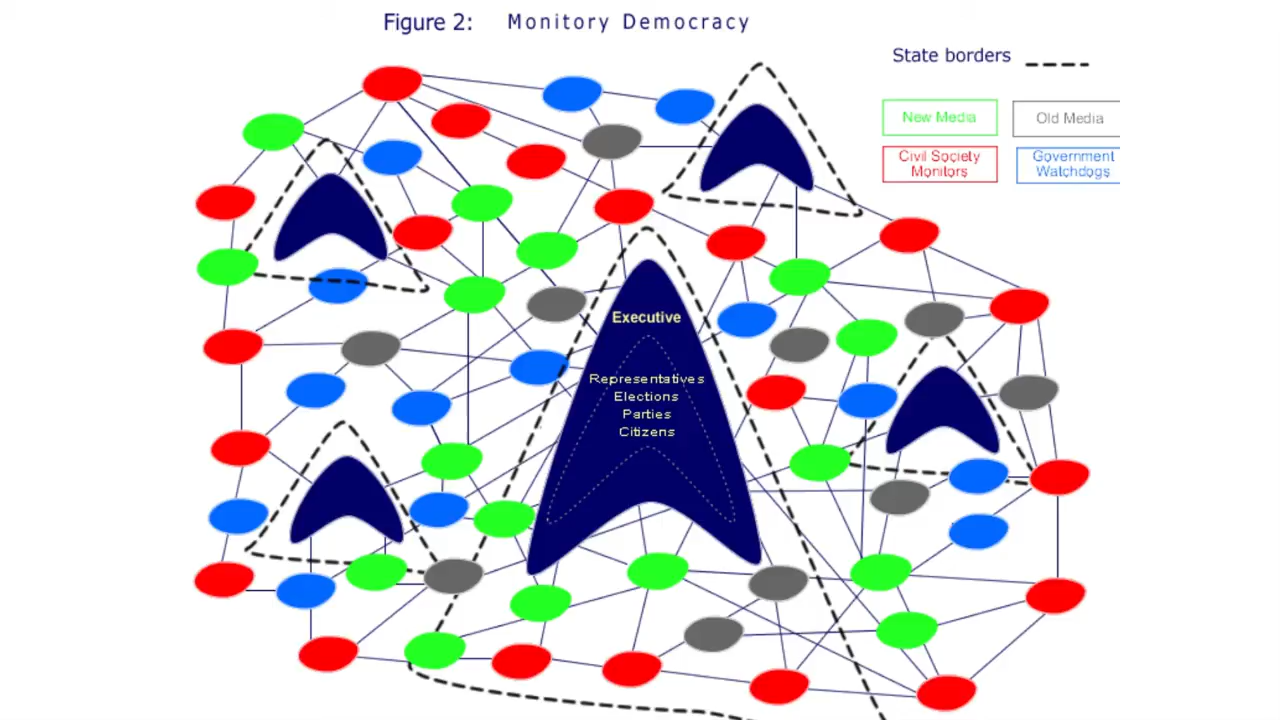 Figure 2: Monitory Democracy
State borders
New Media
Old Media
Civil Society
Monitors
Government
Watchdogs
Executive
Representatives
Elections
Parties
Citizens